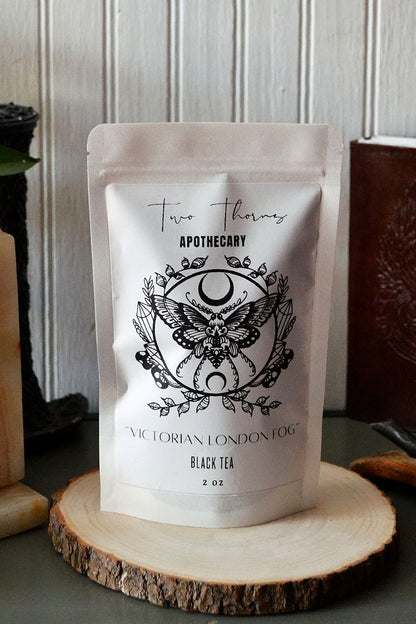 Two Thorns
APOTHECARY
"VICTORIAN LONDON FOG"
BLACK TEA
2 OZ